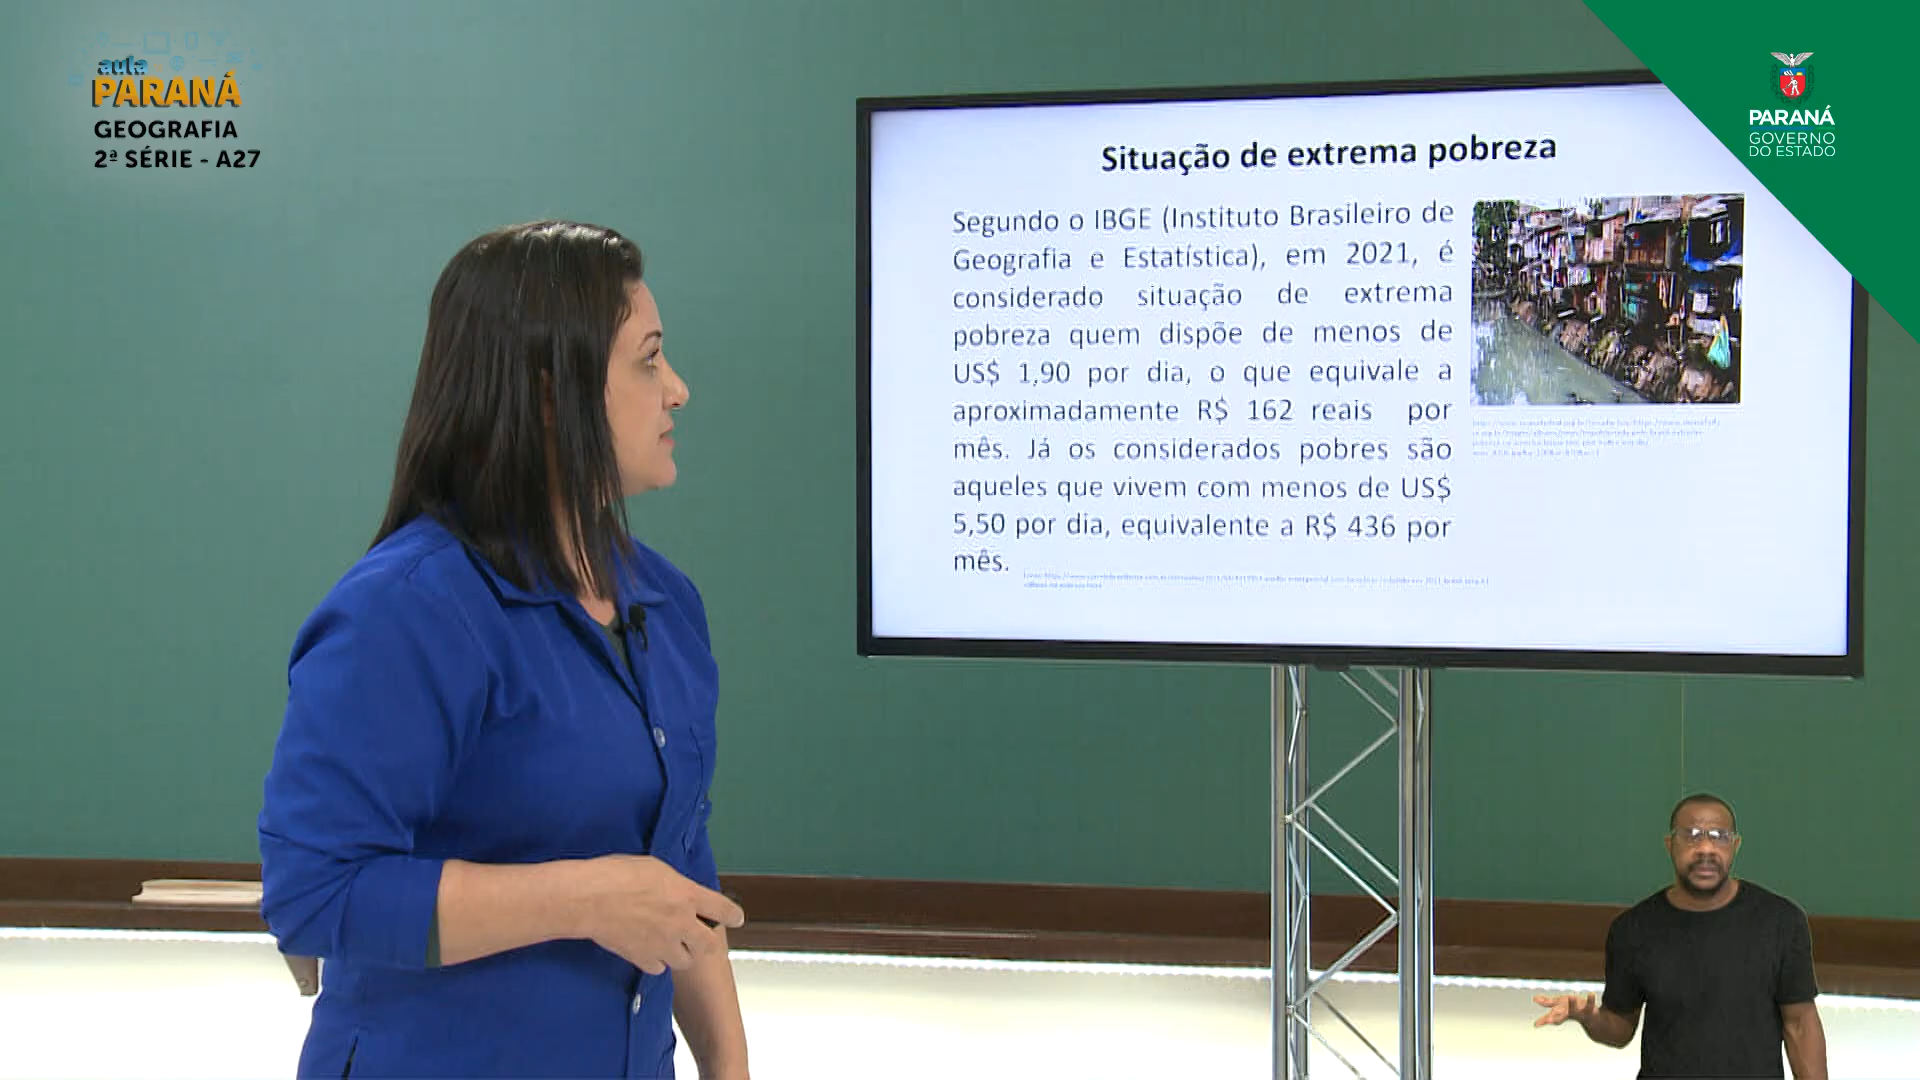 aula
PARANÁ
GEOGRAFIA
2ª SÉRIE - A27
PARANÁ
GOVERNO
DO ESTADO
Situação de extrema pobreza
Segundo o IBGE (Instituto Brasileiro de
Geografia e Estatística), em 2021, é
considerado situação de extrema
pobreza quem dispõe de menos de
US$ 1,90 por dia, o que equivale a
aproximadamente R$ 162 reais por
mês. Já os considerados pobres são
aqueles que vivem com menos de US$
5,50 por dia, equivalente a R$ 436 por
mês.